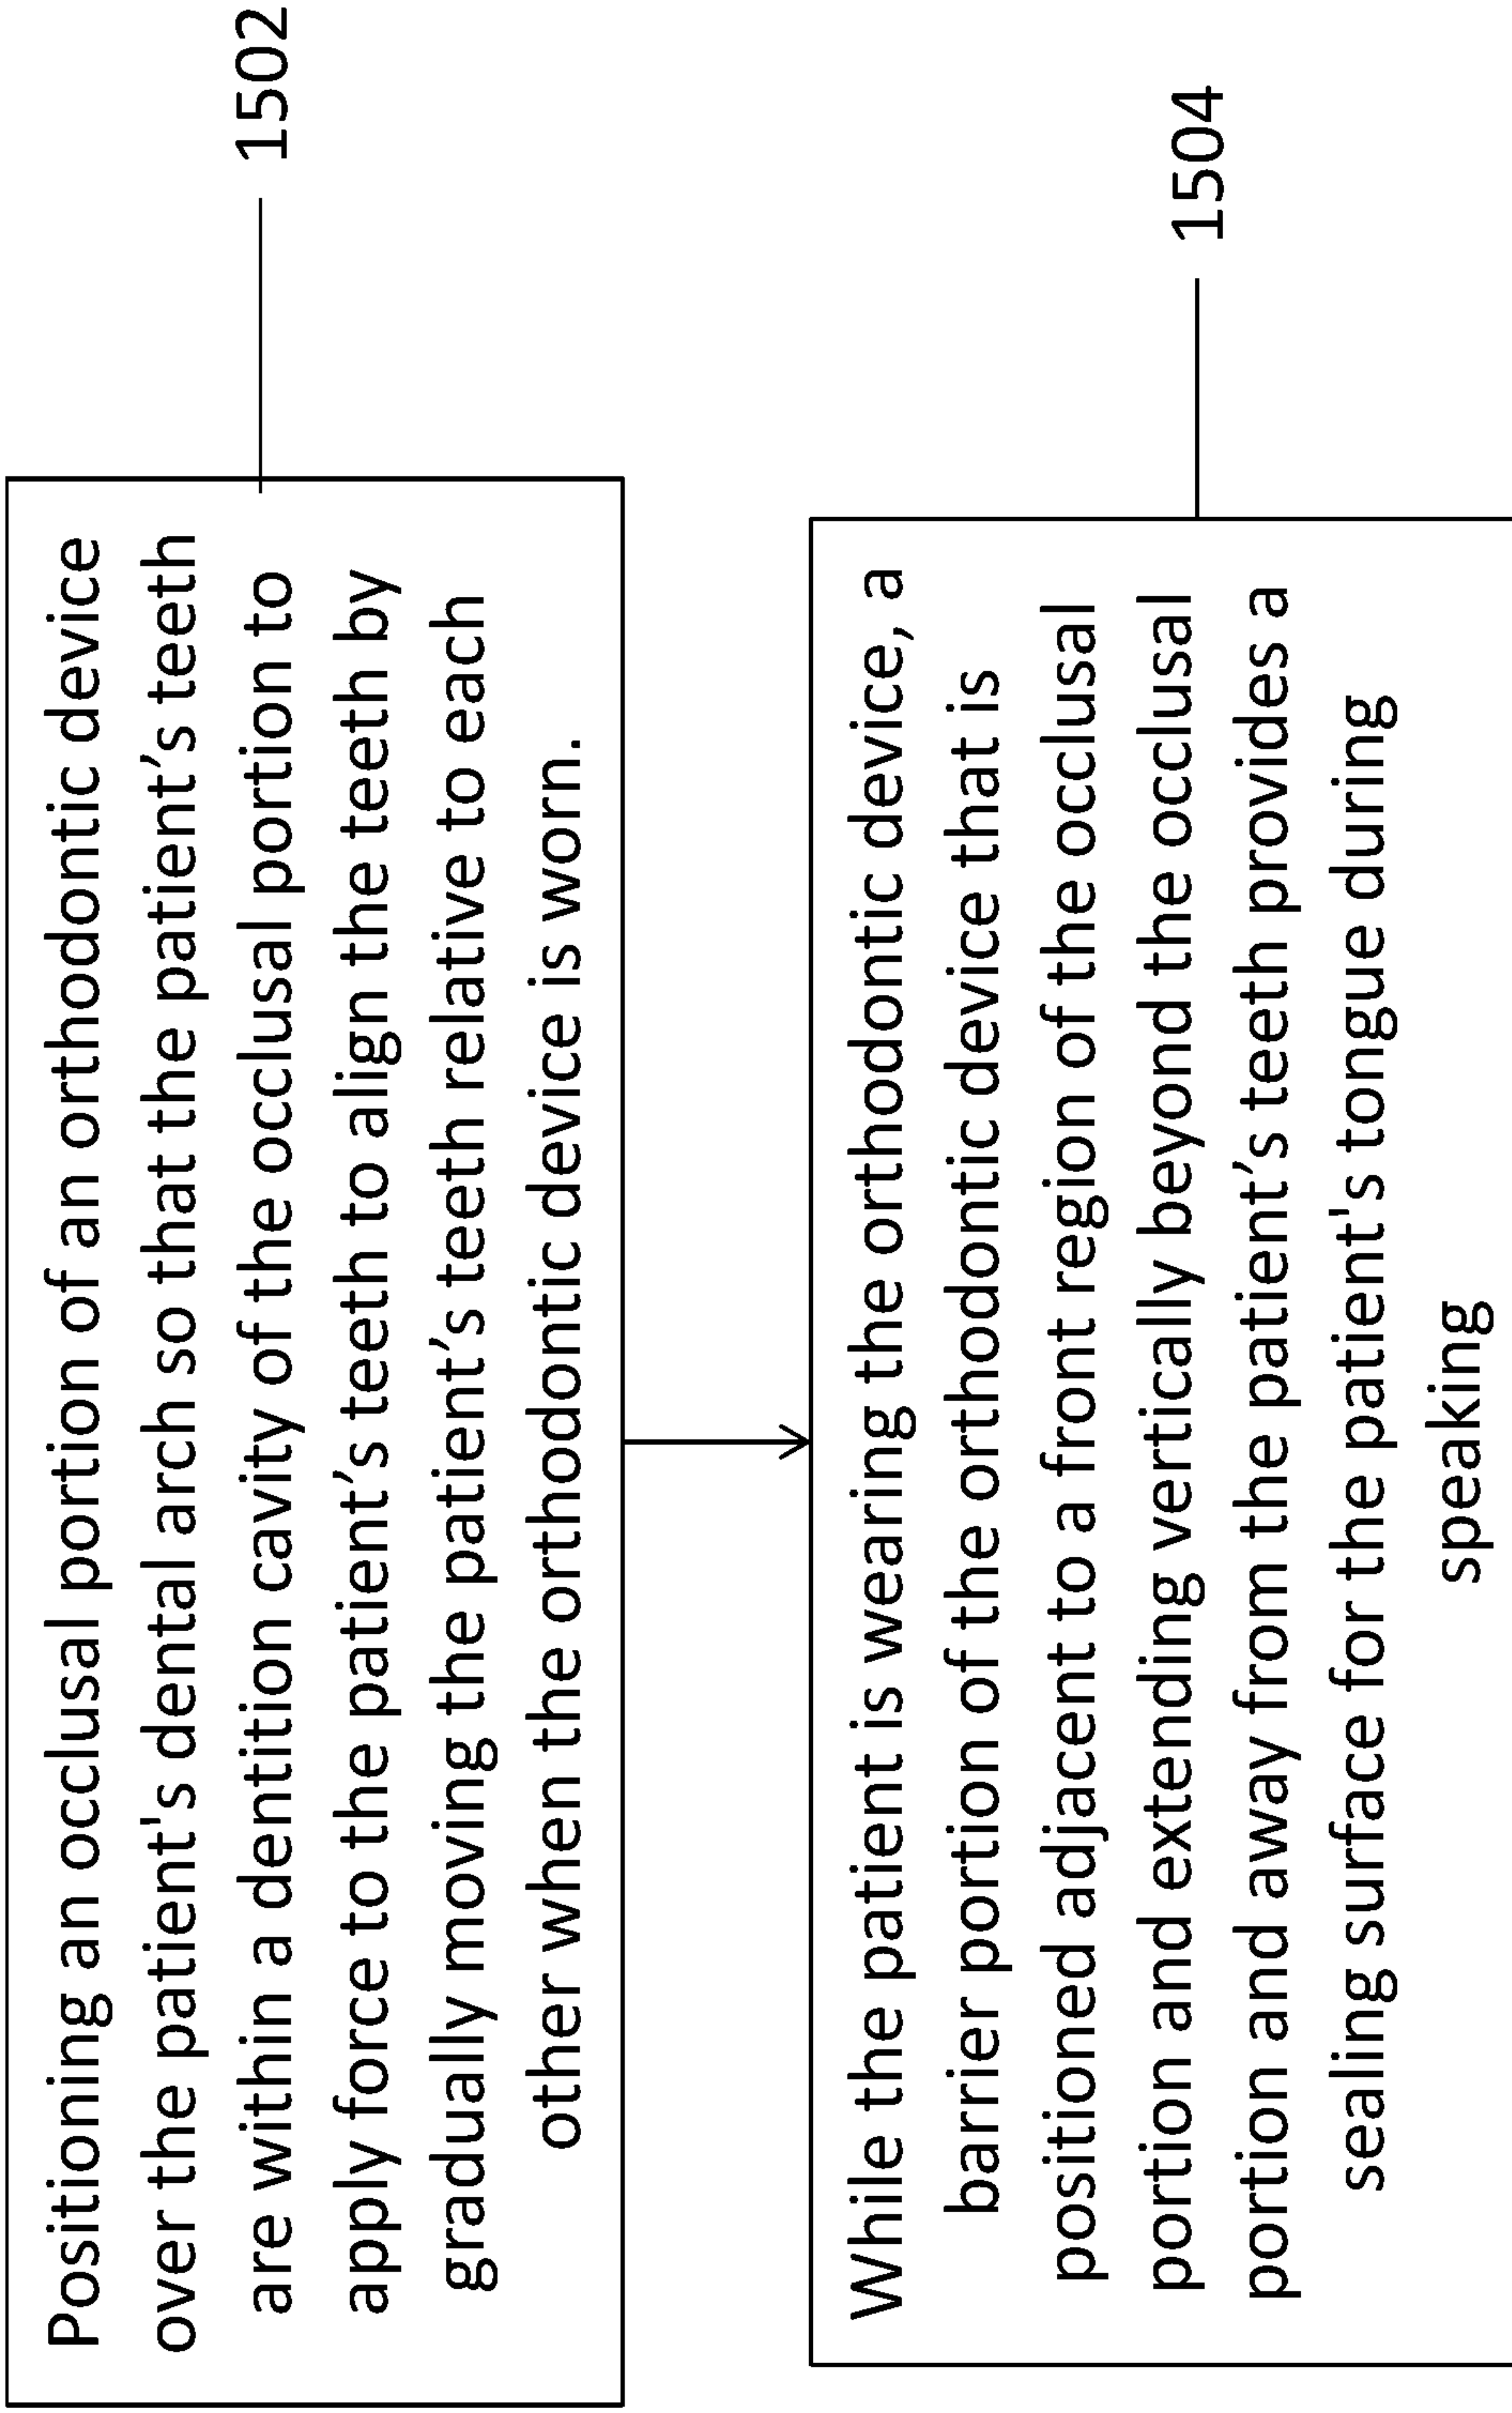 Positioning an occlusal portion of an orthodontic device
over the patient's dental arch so that the patient’s teeth
are within a dentition cavity of the occlusal portion to
apply force to the patient’s teeth to align the teeth by
gradually moving the patient’s teeth relative to each
other when the orthodontic device is worn.
1502
While the patient is wearing the orthodontic device, a
barrier portion of the orthodontic device that is
positioned adjacent to a front region of the occlusal
portion and extending vertically beyond the occlusal
portion and away from the patient’s teeth provides a
sealing surface for the patient's tongue during
speaking
1504